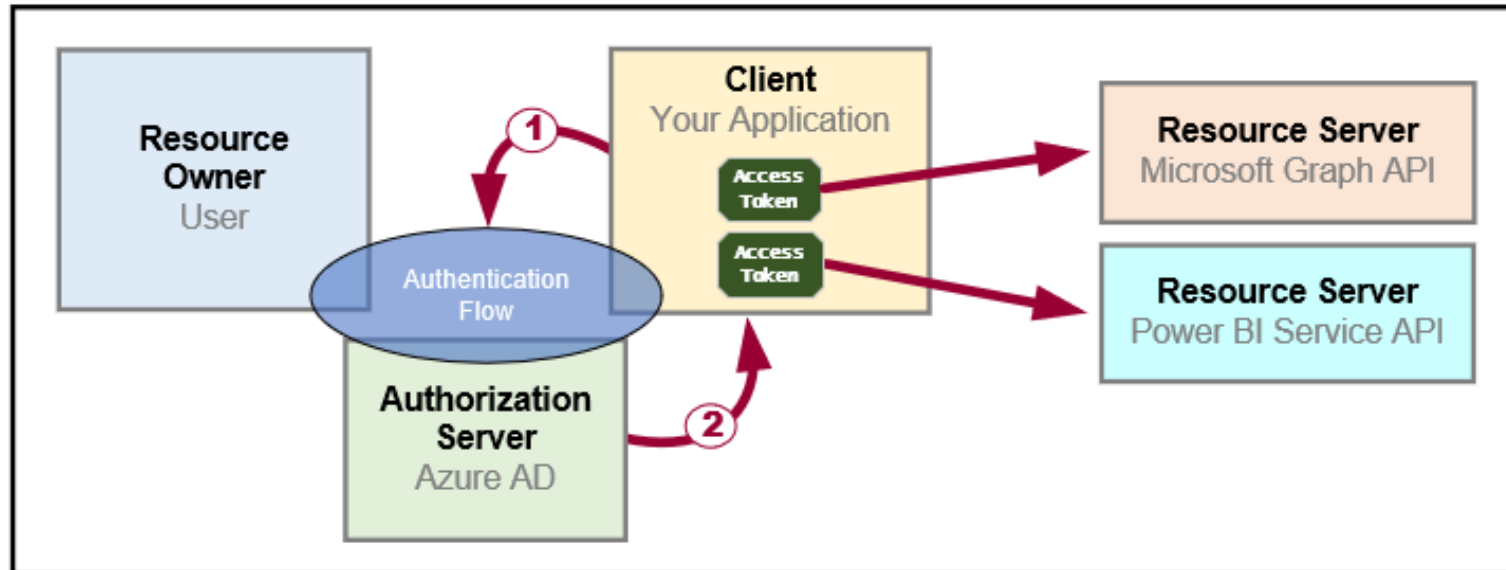 Resource
Owner
User
1
Client
Your Application
Access
Token
Access
Token
Resource Server
Microsoft Graph API
Resource Server
Power BI Service API
Authentication
Flow
Authorization
Server
Azure AD
2